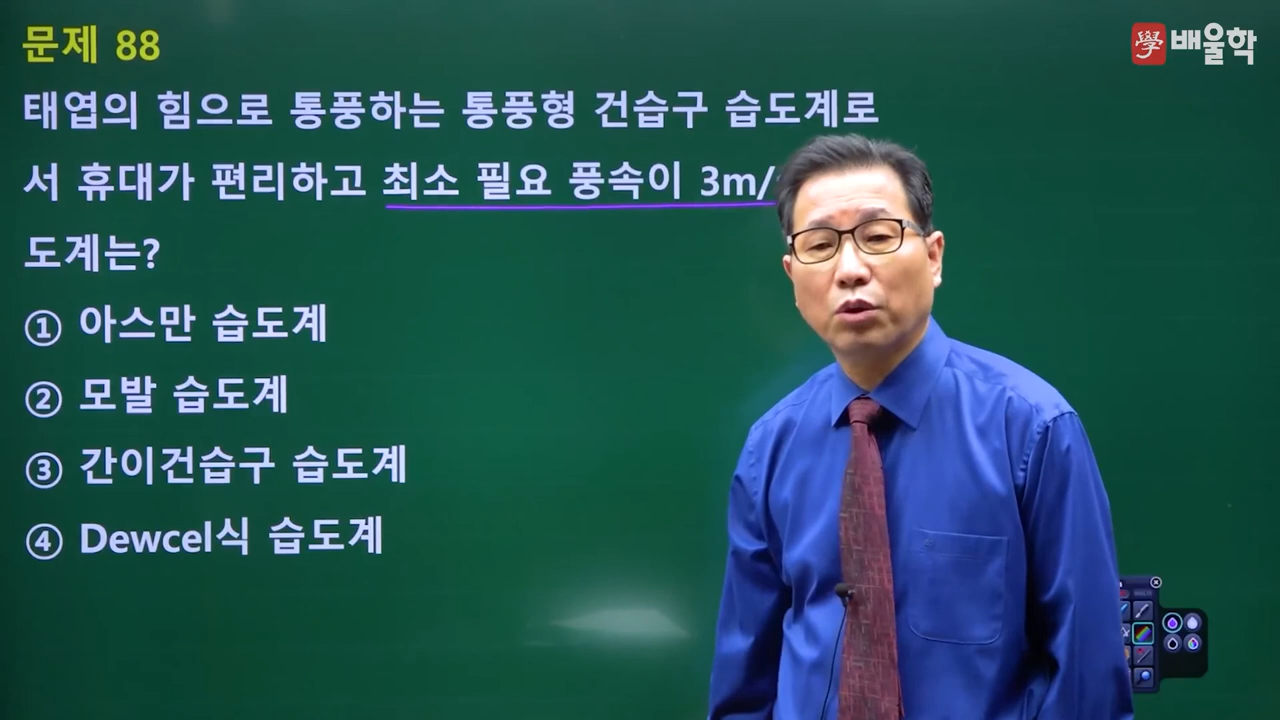 문제 88
學 배울학
태엽의 힘으로 통풍하는 통풍형 건습구 습도계로
서 휴대가 편리하고 최소 필요 풍속이 3m/
도계는?
① 아스만 습도계
② 모발 습도계
③ 간이건습구 습도계
④ Dewcel식 습도계